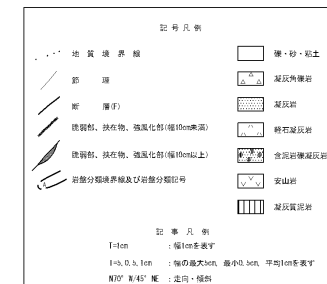 記 号 凡 例
地 質 境 界 線
節 理
断 層(F)
脆弱部、挟在物、強風化部(幅10cm未満)
脆弱部、挟在物、強風化部(幅10cm以上)
岩盤分類境界線及び岩盤分類記号
礫・砂・粘土
凝灰角礫岩
凝灰岩
軽石凝灰岩
含泥岩礫凝灰岩
安山岩
凝灰質泥岩
記 事 凡 例
T=1cm :幅1cmを表す
T=5,0.5,1cm :幅の最大5cm, 最小0.5cm, 平均1cmを表す
N70° W/45° NE :走向・傾斜